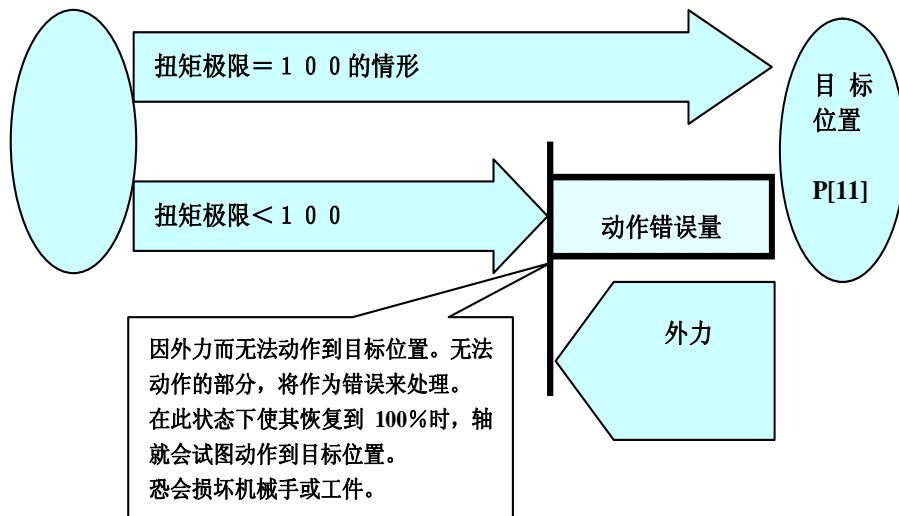 扭矩极限＝１００的情形
目 标
位置
P[11]
扭矩极限＜１００
动作错误量
外力
因外力而无法动作到目标位置。无法
动作的部分，将作为错误来处理。
在此状态下使其恢复到 100％时，轴
就会试图动作到目标位置。
恐会损坏机械手或工件。